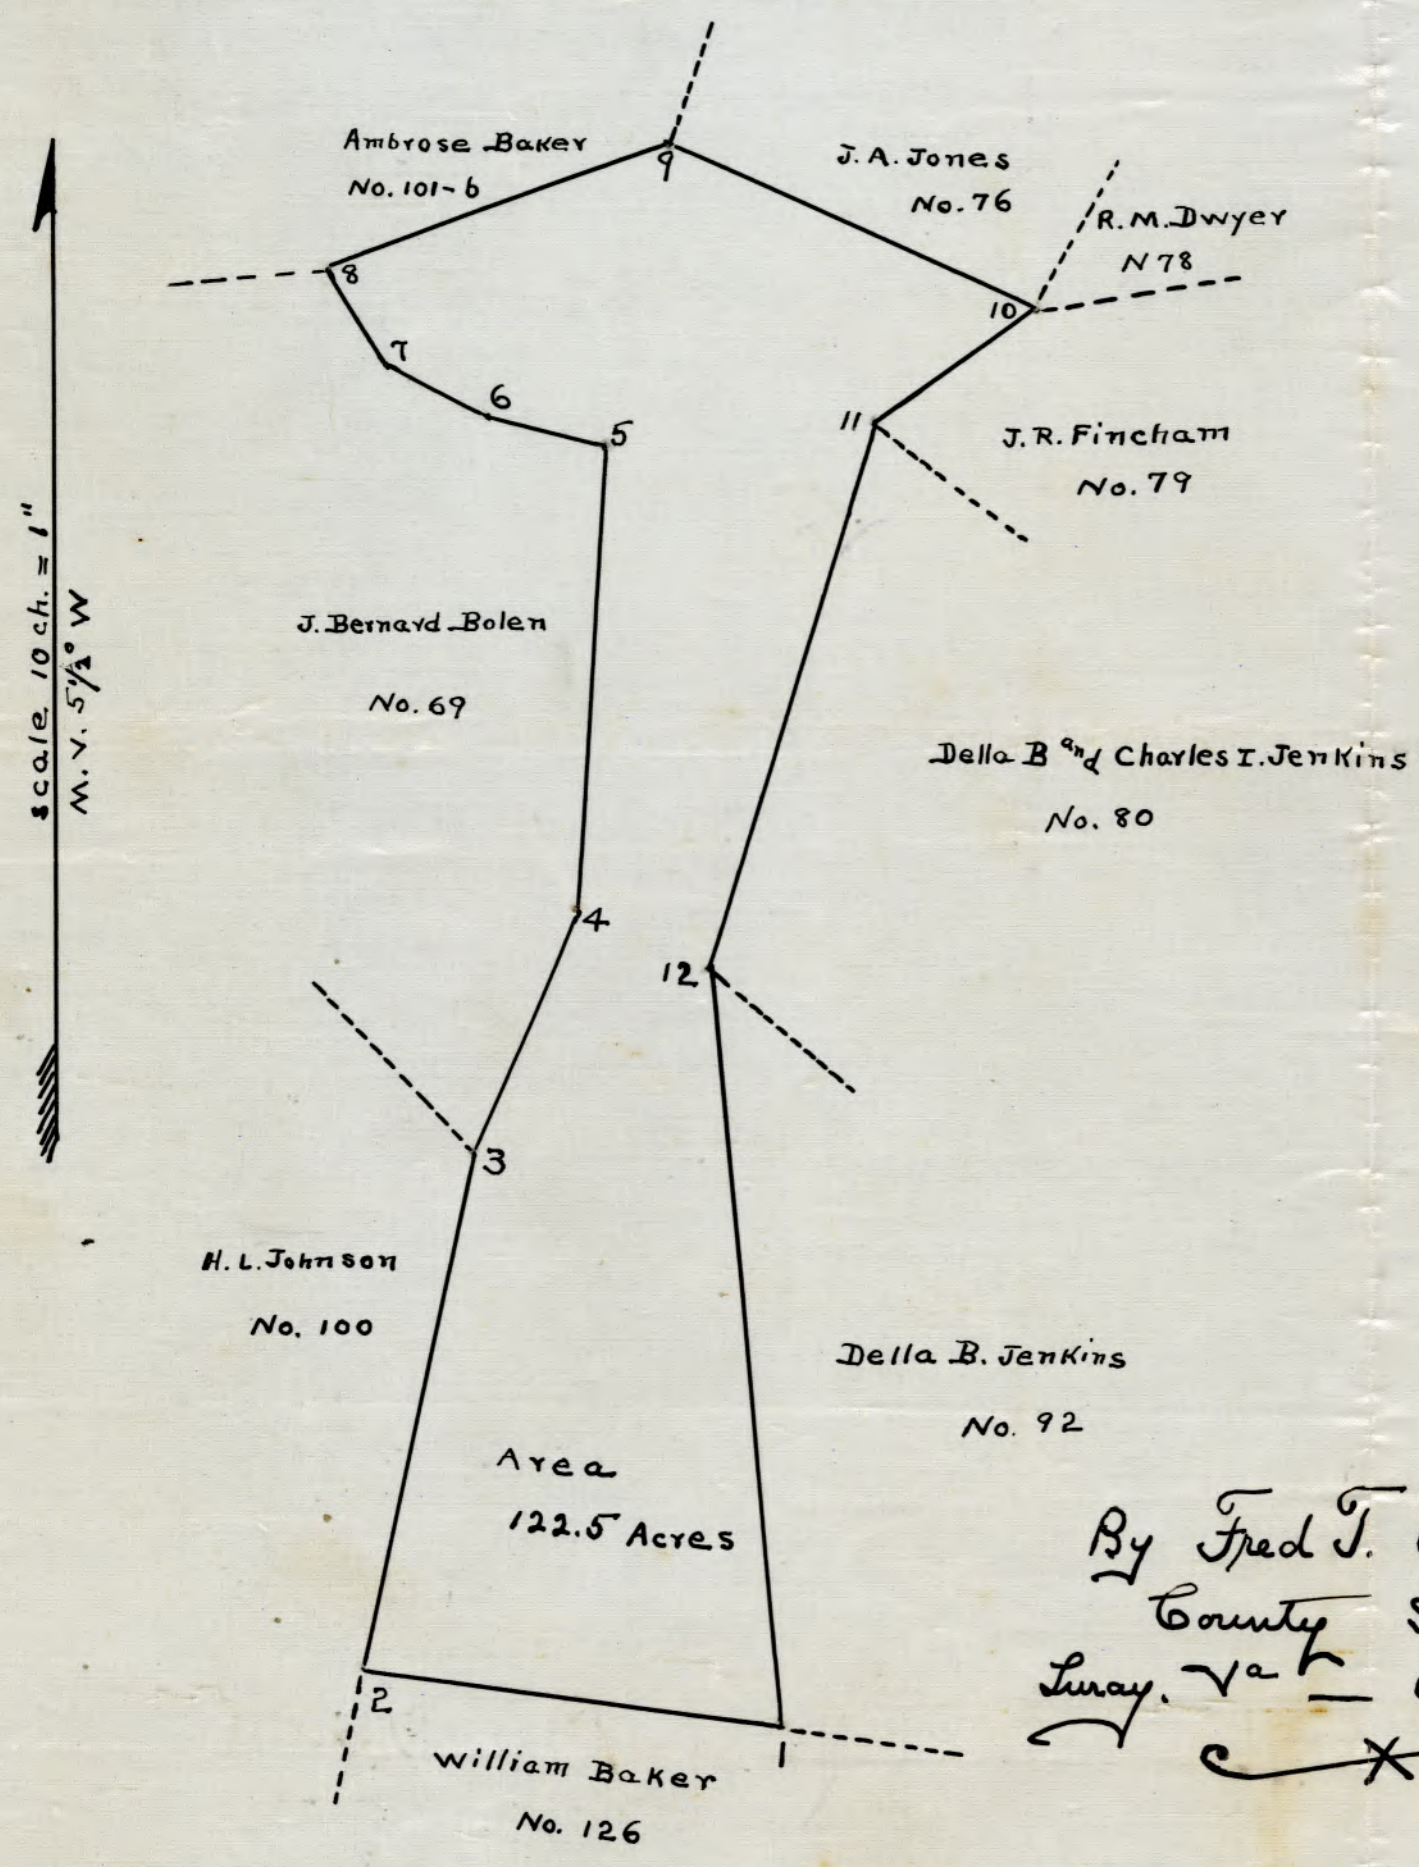 Ambrose Baker
No. 101-b
9
J. A. Jones
No. 76
R. M. Dwyer
N 78
8
10
7
6
5
11
J. R. Fincham
No. 79
scale 10 ch. = 1"
M. V. 5 1/2° W
J. Bernard Bolen
No. 69
Della B and Charles I. Jenkins
No. 80
4
12
3
H. L. Johnson
No. 100
Della B. Jenkins
No. 92
Area
122.5 Acres
By Fred T.
County
Luray. Va
2
1
William Baker
No. 126